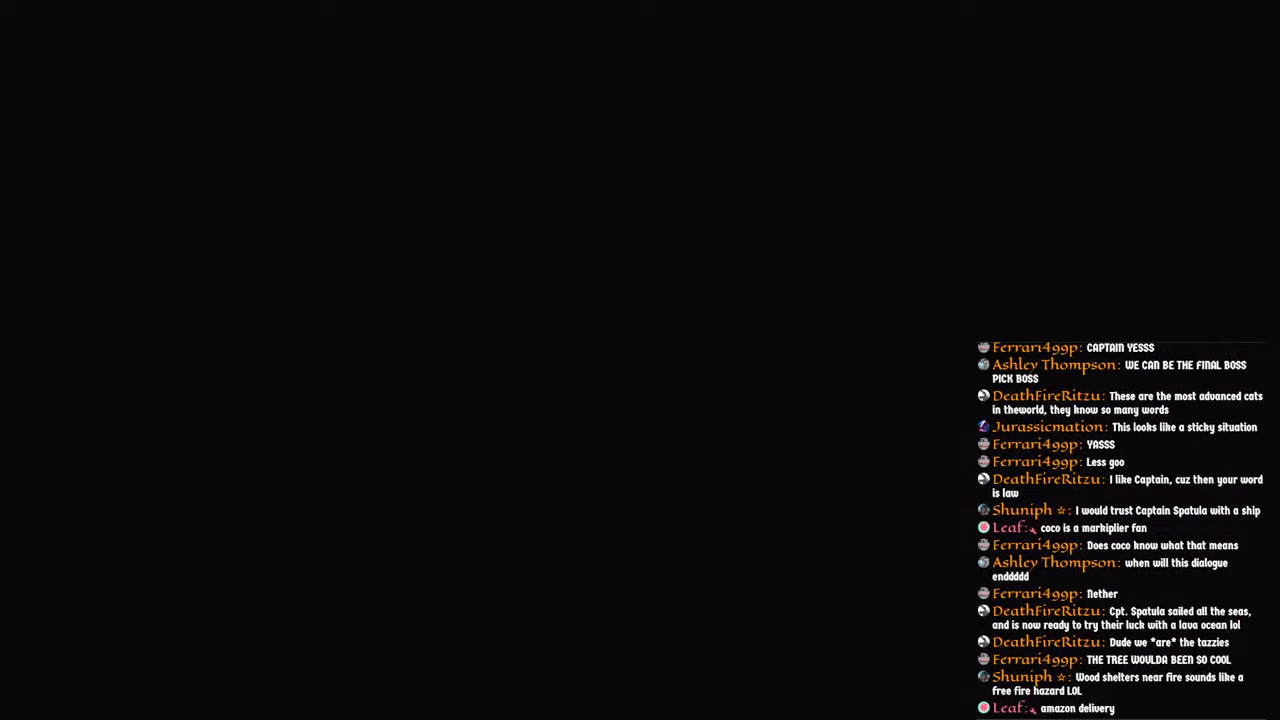 Ferrari499p: CAPTAIN YESSS
Ashley Thompson: WE CAN BE THE FINAL BOSS
PICK BOSS
DeathFireRitzu: These are the most advanced cats
in theworld, they know so many words
Jurassicmation: This looks like a sticky situation
Ferrari499p: YASSS
Ferrari499p: Less goo
DeathFireRitzu: I like Captain, cuz then your word
is law
Shuniph ☆: I would trust Captain Spatula with a ship
Leaf: coco is a markiplier fan
Ferrari499p: Does coco know what that means
Ashley Thompson: when will this dialogue
enddddd
Ferrari499p: Nether
DeathFireRitzu: Cpt. Spatula sailed all the seas,
and is now ready to try their luck with a lava ocean lol
DeathFireRitzu: Dude we *are* the tazzies
Ferrari499p: THE TREE WOULDA BEEN SO COOL
Shuniph ☆: Wood shelters near fire sounds like a
free fire hazard LOL
Leaf: amazon delivery